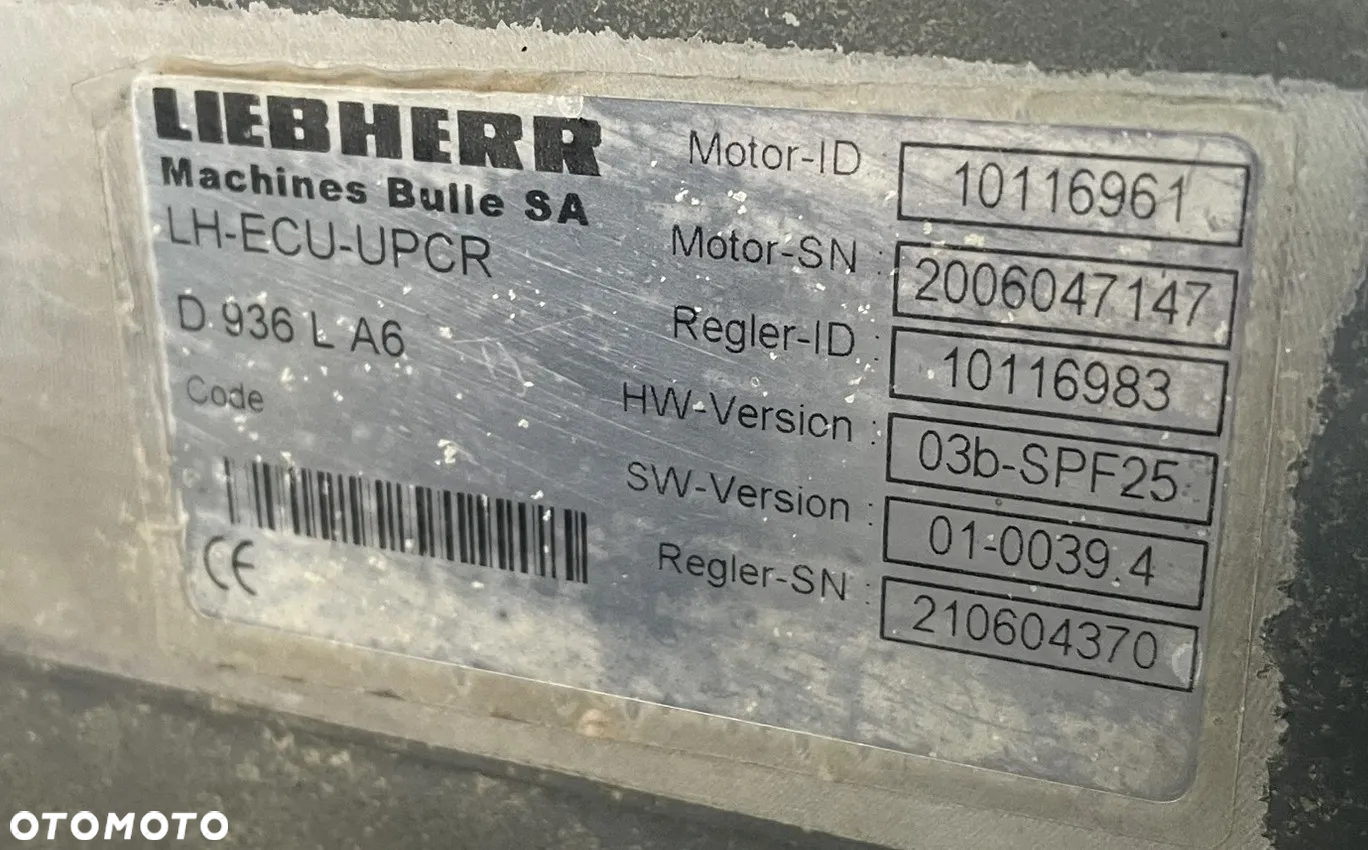 LIEBHERR
Machines Bulle SA
LH-ECU-UPCR
D 936 L A6
Code
CE
Motor-ID : 10116961
Motor-SN : 2006047147
Regler-ID : 10116983
HW-Version : 03b-SPF25
SW-Version : 01-0039.4
Regler-SN : 210604370
OTOMOTO